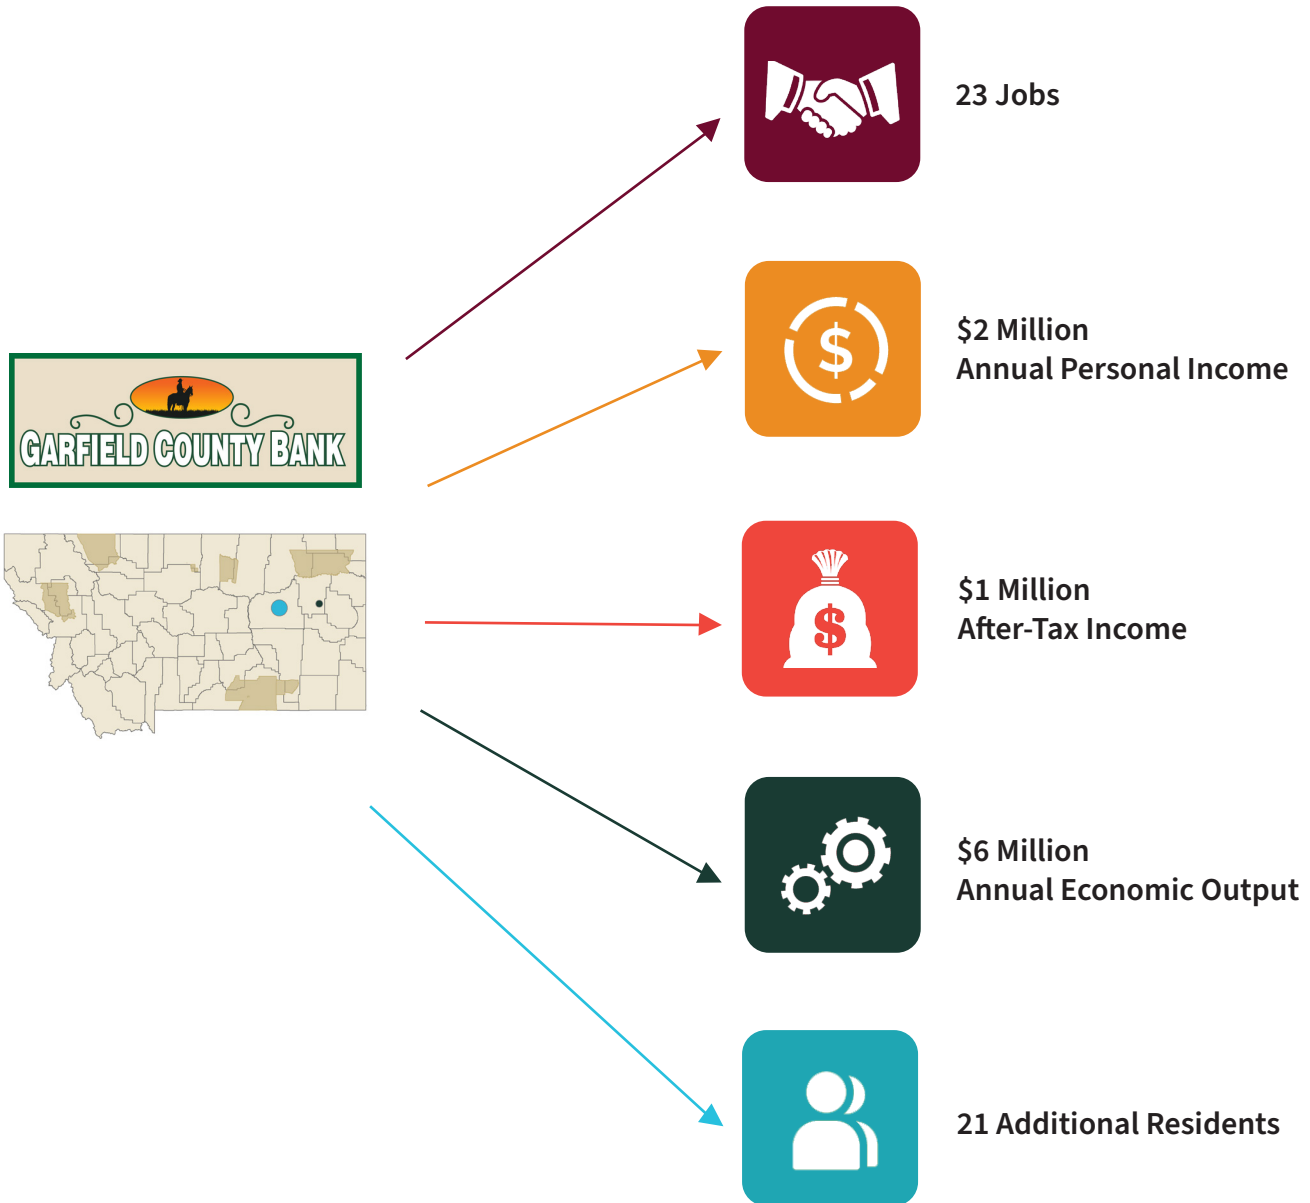 23 Jobs
$2 Million
Annual Personal Income
GARFIELD COUNTY BANK
$1 Million
After-Tax Income
$6 Million
Annual Economic Output
21 Additional Residents